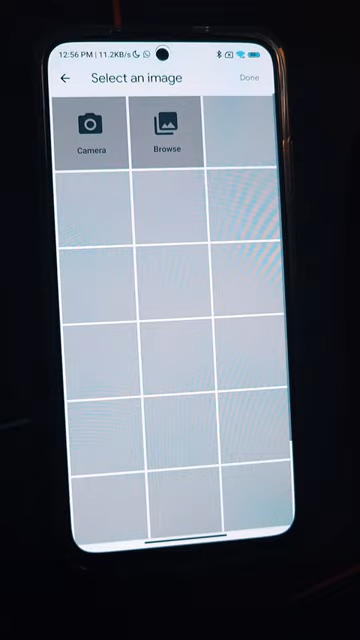 12:56 PM | 11.2KB/s
Select an image
Done
Camera
Browse